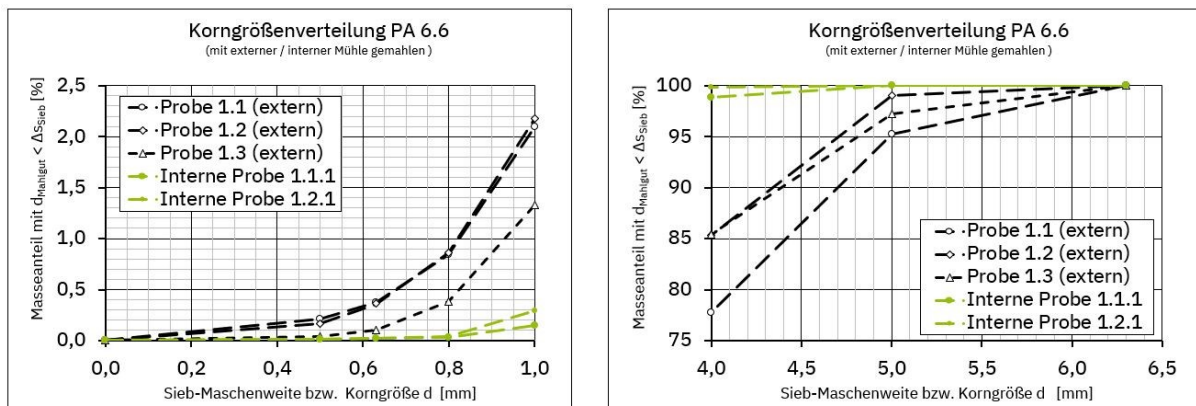 Korngrößenverteilung PA 6.6
(mit externer / interner Mühle gemahlen )
Masseanteil mit dMahlgut < ΔsSieb [%]
2,5
2,0
1,5
1,0
0,5
0,0
Probe 1.1 (extern)
Probe 1.2 (extern)
Probe 1.3 (extern)
Interne Probe 1.1.1
Interne Probe 1.2.1
0,0 0,2 0,4 0,6 0,8 1,0
Sieb-Maschenweite bzw. Korngröße d [mm]
Korngrößenverteilung PA 6.6
(mit externer / interner Mühle gemahlen )
Masseanteil mit dMahlgut < ΔsSieb [%]
100
95
90
85
80
75
Probe 1.1 (extern)
Probe 1.2 (extern)
Probe 1.3 (extern)
Interne Probe 1.1.1
Interne Probe 1.2.1
4,0 4,5 5,0 5,5 6,0 6,5
Sieb-Maschenweite bzw. Korngröße d [mm]